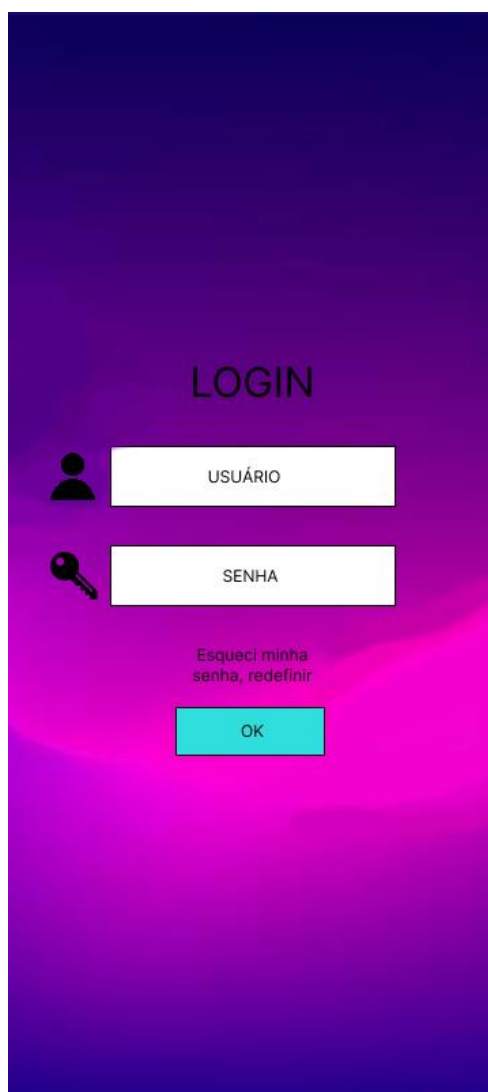 LOGIN
USUÁRIO
SENHA
Esqueci minha
senha, redefinir
OK